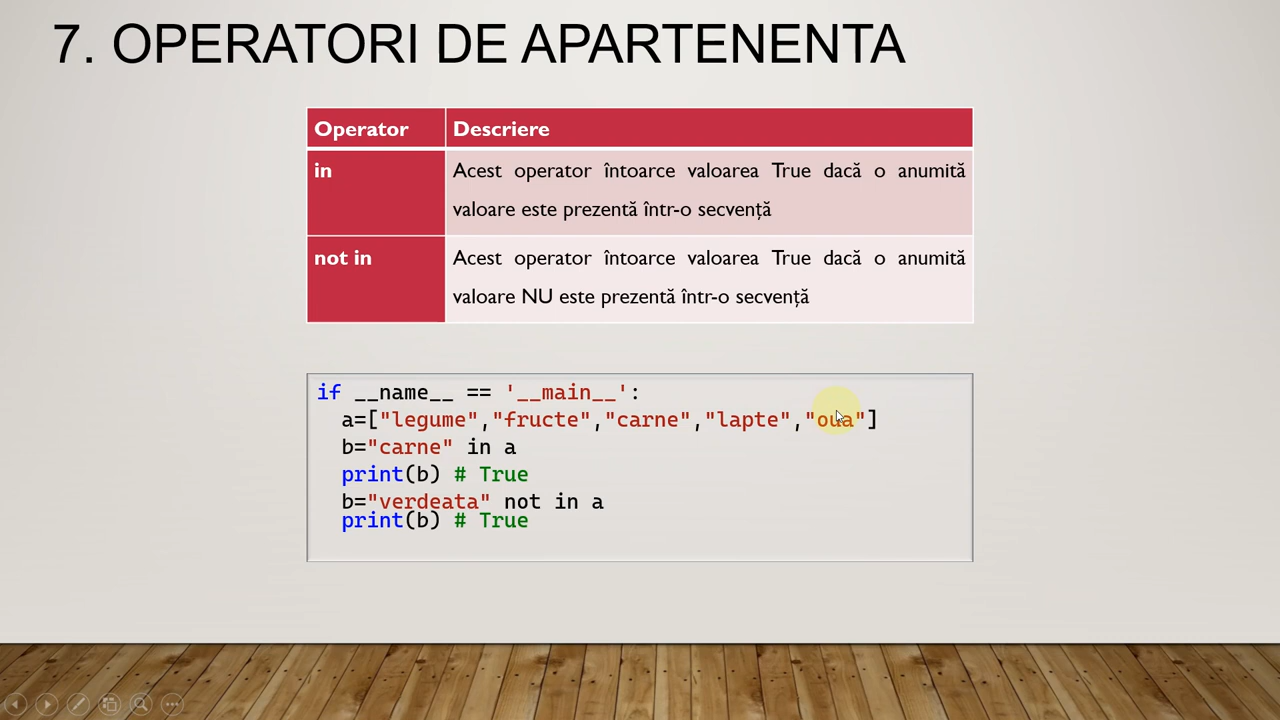 7. OPERATORI DE APARTENENTA
Operator Descriere
in Acest operator întoarce valoarea True dacă o anumită
valoare este prezentă într-o secvență
not in Acest operator întoarce valoarea True dacă o anumită
valoare NU este prezentă într-o secvență
if __name__ == '__main__':
a=["legume","fructe","carne","lapte","oua"]
b="carne" in a
print(b) # True
b="verdeata" not in a
print(b) # True